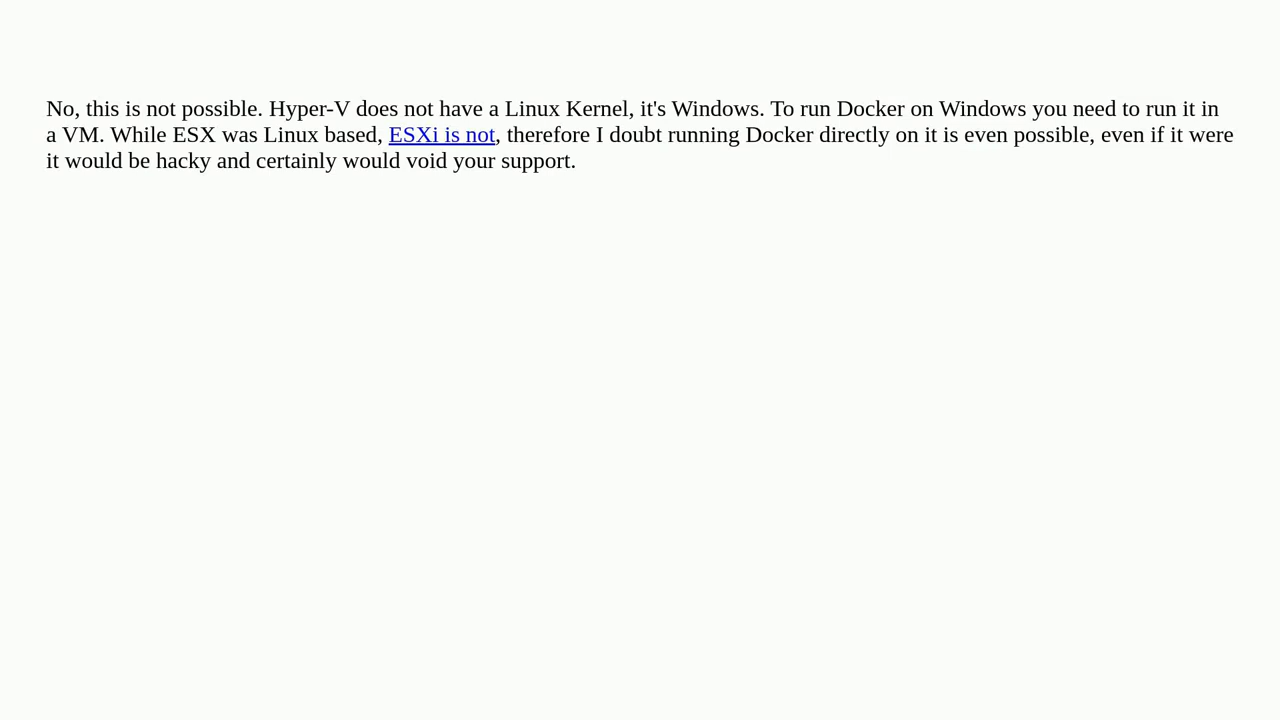 No, this is not possible. Hyper-V does not have a Linux Kernel, it's Windows. To run Docker on Windows you need to run it in
a VM. While ESX was Linux based, ESXi is not, therefore I doubt running Docker directly on it is even possible, even if it were
it would be hacky and certainly would void your support.